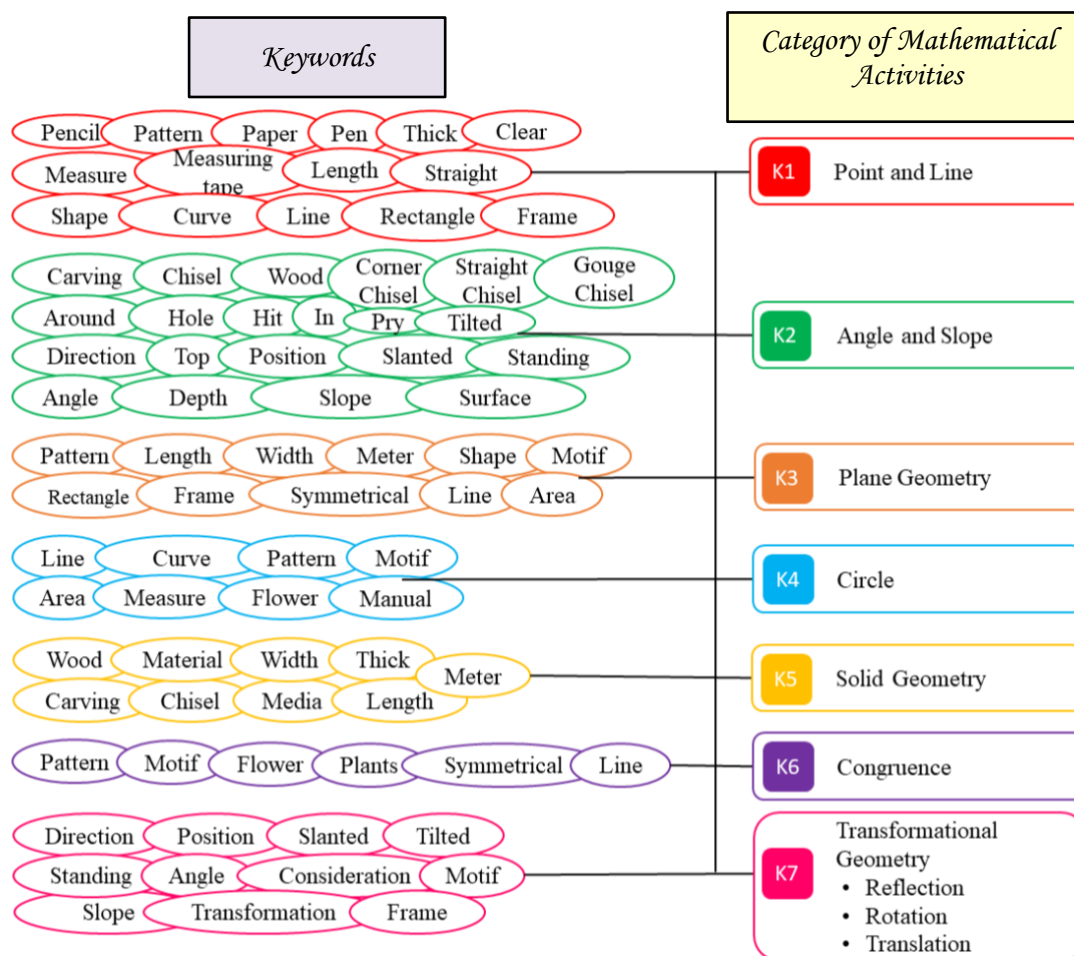 Keywords
Category of Mathematical
Activities
Pencil Pattern Paper Pen Thick Clear
Measure Measuring tape Length Straight
Shape Curve Line Rectangle Frame
K1 Point and Line
Carving Chisel Wood Corner Chisel Straight Chisel Gouge Chisel
Around Hole Hit In Pry Tilted
Direction Top Position Slanted Standing
Angle Depth Slope Surface
K2 Angle and Slope
Pattern Length Width Meter Shape Motif
Rectangle Frame Symmetrical Line Area
K3 Plane Geometry
Line Curve Pattern Motif
Area Measure Flower Manual
K4 Circle
Wood Material Width Thick
Meter
Carving Chisel Media Length
K5 Solid Geometry
Pattern Motif Flower Plants Symmetrical Line
K6 Congruence
Direction Position Slanted Tilted
Standing Angle Consideration Motif
Slope Transformation Frame
K7 Transformational
Geometry
• Reflection
• Rotation
• Translation